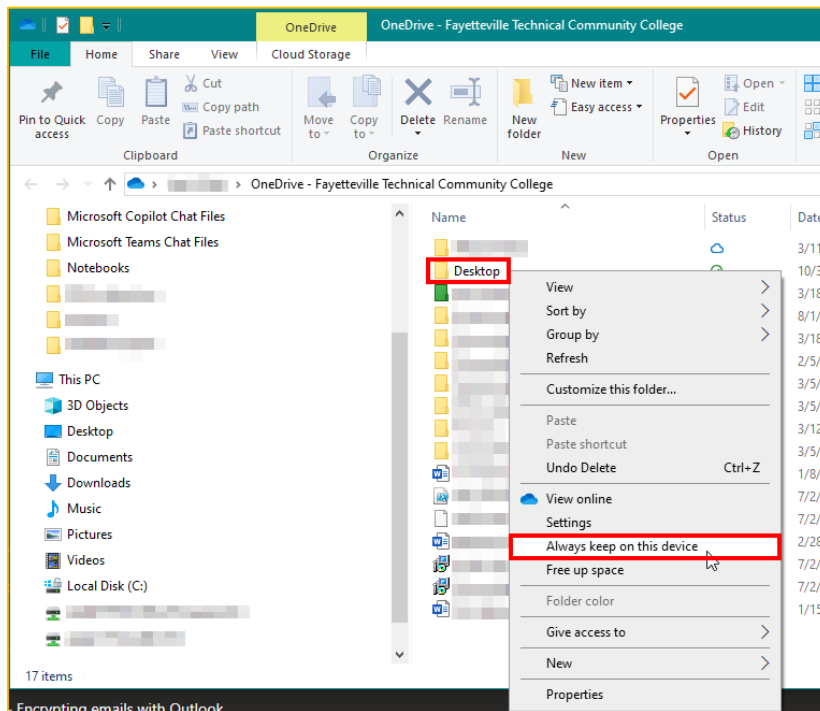 OneDrive
OneDrive - Fayetteville Technical Community College
File
Home
Share
View
Cloud Storage
Pin to Quick access
Copy
Paste
Cut
Copy path
Paste shortcut
Move to
Copy to
Delete
Rename
New folder
New item
Easy access
Properties
Open
Edit
History
Clipboard
Organize
New
Open
OneDrive - Fayetteville Technical Community College
Microsoft Copilot Chat Files
Microsoft Teams Chat Files
Notebooks
This PC
3D Objects
Desktop
Documents
Downloads
Music
Pictures
Videos
Local Disk (C:)
Name
Status
Date
3/11
Desktop
10/3
3/18
8/1/
3/18
2/5/
3/5/
3/5/
3/12
3/5/
1/8/
7/2/
7/2/
2/28
7/2/
7/2/
1/15
View
Sort by
Group by
Refresh
Customize this folder...
Paste
Paste shortcut
Undo Delete Ctrl+Z
View online
Settings
Always keep on this device
Free up space
Folder color
Give access to
New
Properties
17 items
Encrypting emails with Outlook